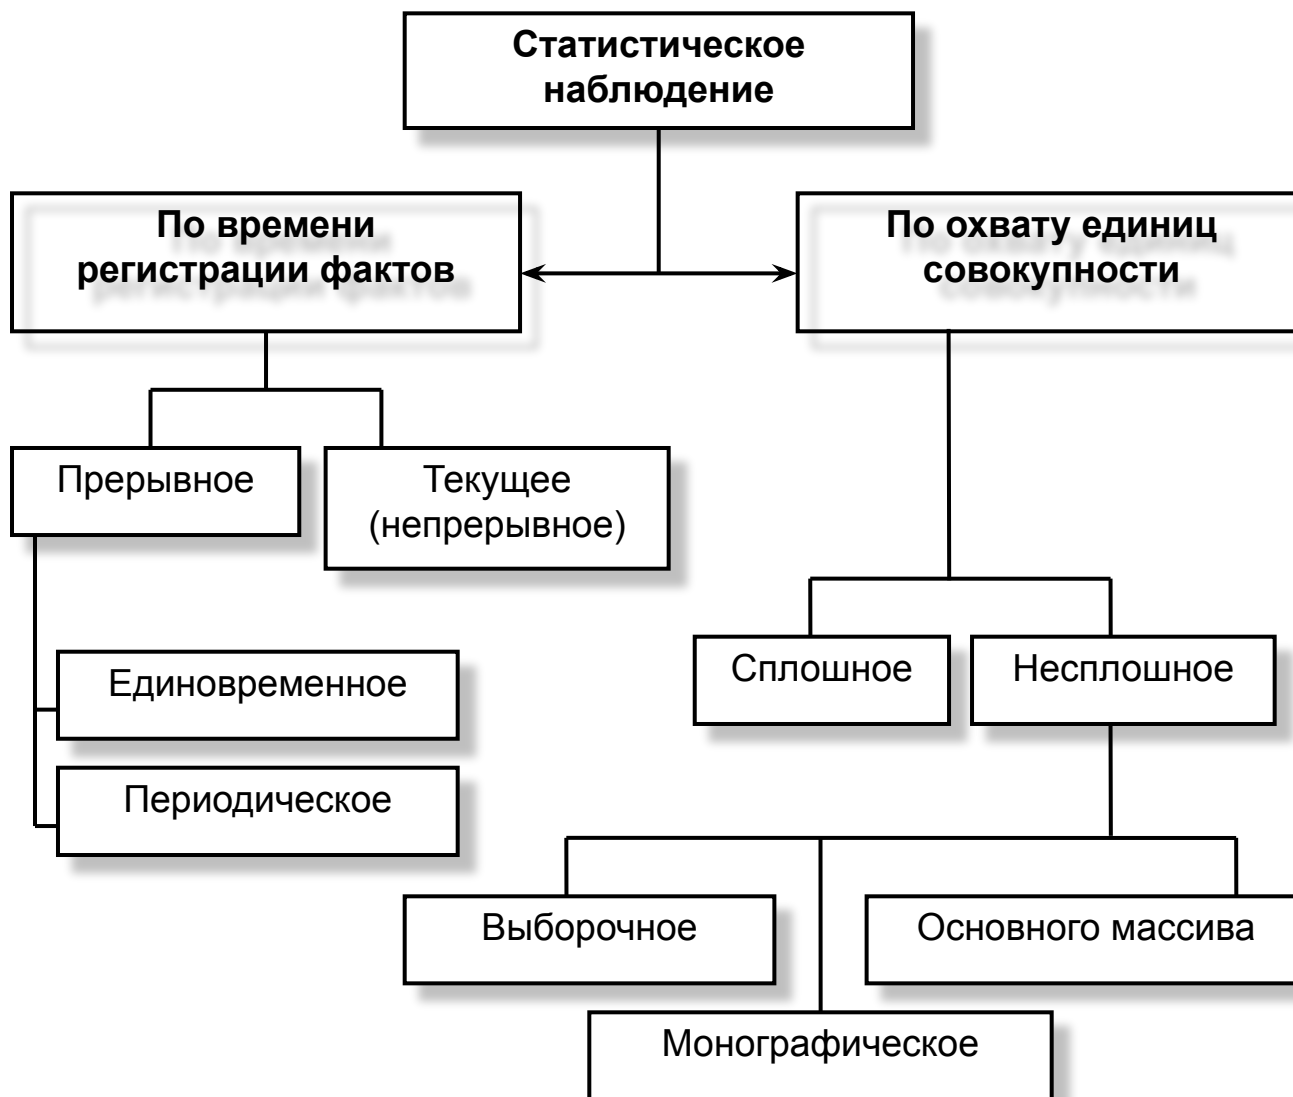 Статистическое
наблюдение
По времени
регистрации фактов
По охвату единиц
совокупности
Прерывное
Текущее
(непрерывное)
Единовременное
Периодическое
Сплошное
Несплошное
Выборочное
Основного массива
Монографическое